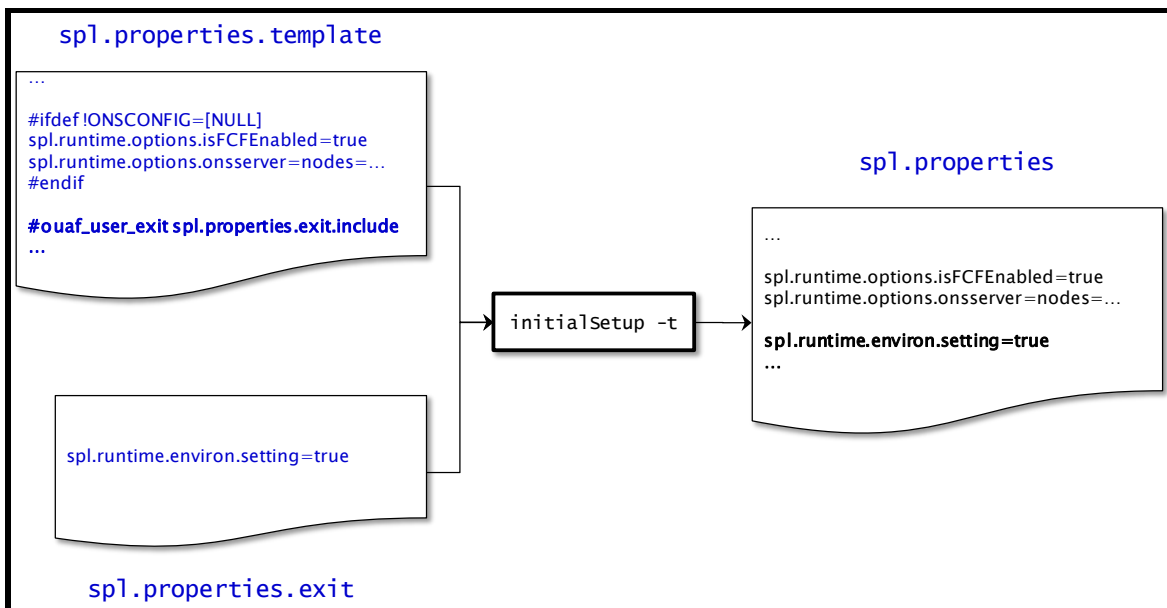 spl.properties.template
...
#ifdef !ONSCONFIG=[NULL]
spl.runtime.options.isFCFEnabled=true
spl.runtime.options.onsserver=nodes=...
#endif
#ouaf_user_exit spl.properties.exit.include
...
spl.runtime.environ.setting=true
spl.properties.exit
initialSetup -t
spl.properties
...
spl.runtime.options.isFCFEnabled=true
spl.runtime.options.onsserver=nodes=...
spl.runtime.environ.setting=true
...